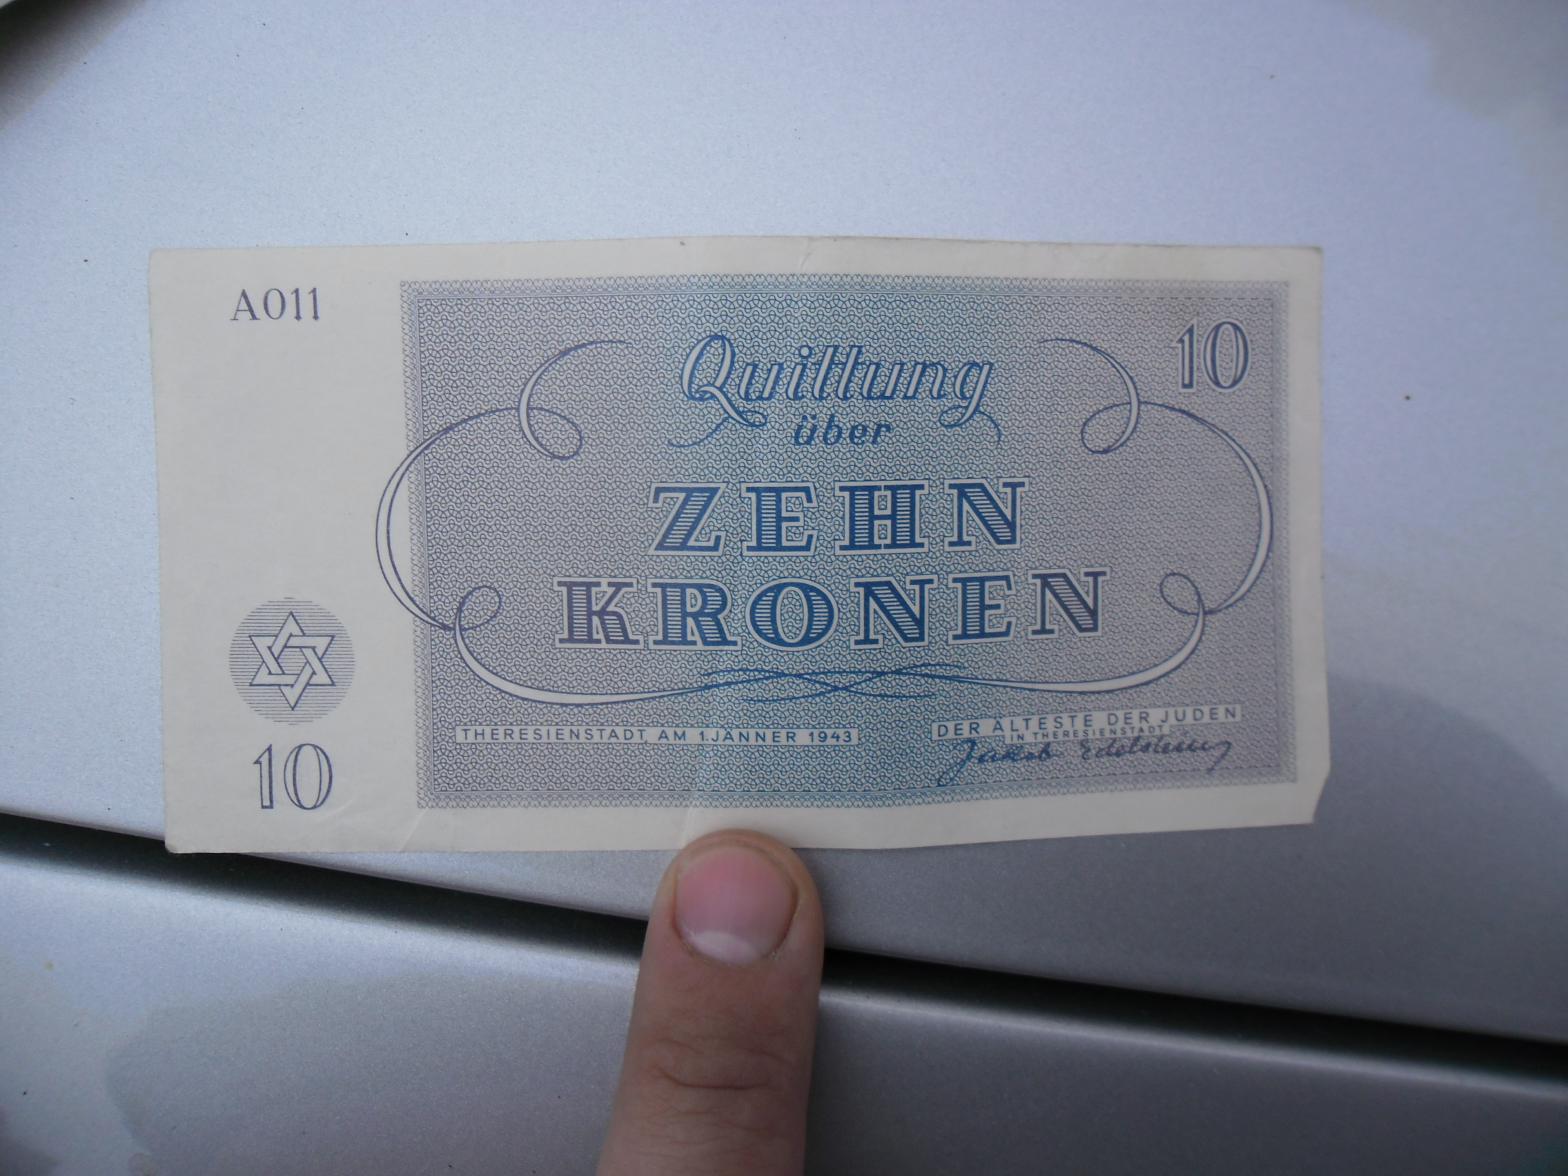 A011
10
Quittung
über
ZEHN
KRONEN
THERESIENSTADT AM 1.JÄNNER 1943
DER ÄLTESTE DER JUDEN
IN THERESIENSTADT
Jakob Edelstein
10